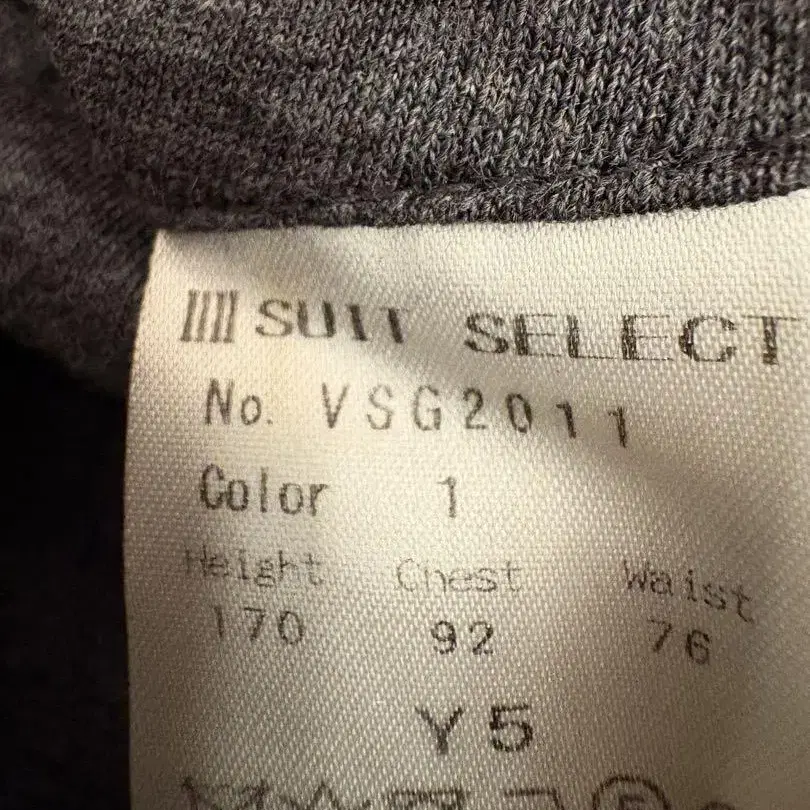 SUIT SELECT
No. VSG2011
Color 1
Height Chest Waist
170 92 76
Y5